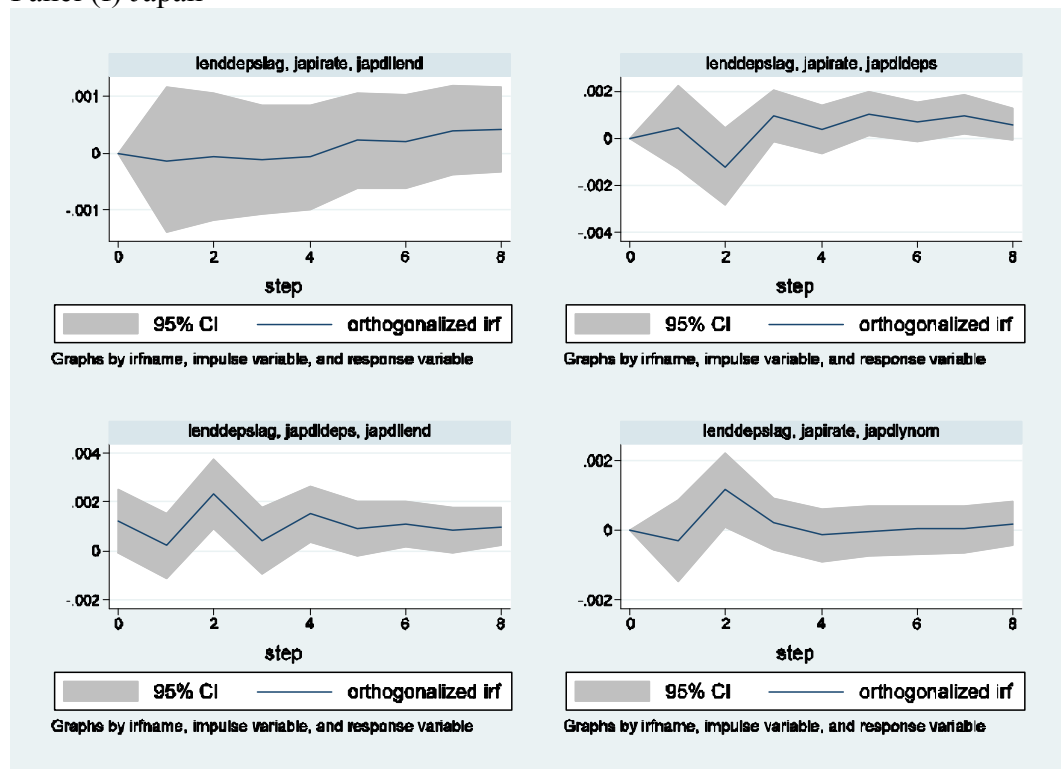 Panel Japan
lenddepslag, japirate, japdllend
.001
0
-.001
0 2 4 6 8
step
95% CI orthogonalized irf
Graphs by irfname, impulse variable, and response variable
lenddepslag, japirate, japdldeps
.002
0
-.002
-.004
0 2 4 6 8
step
95% CI orthogonalized irf
Graphs by irfname, impulse variable, and response variable
lenddepslag, japdldeps, japdllend
.004
.002
0
-.002
0 2 4 6 8
step
95% CI orthogonalized irf
Graphs by irfname, impulse variable, and response variable
lenddepslag, japirate, japdlynom
.002
0
-.002
0 2 4 6 8
step
95% CI orthogonalized irf
Graphs by irfname, impulse variable, and response variable